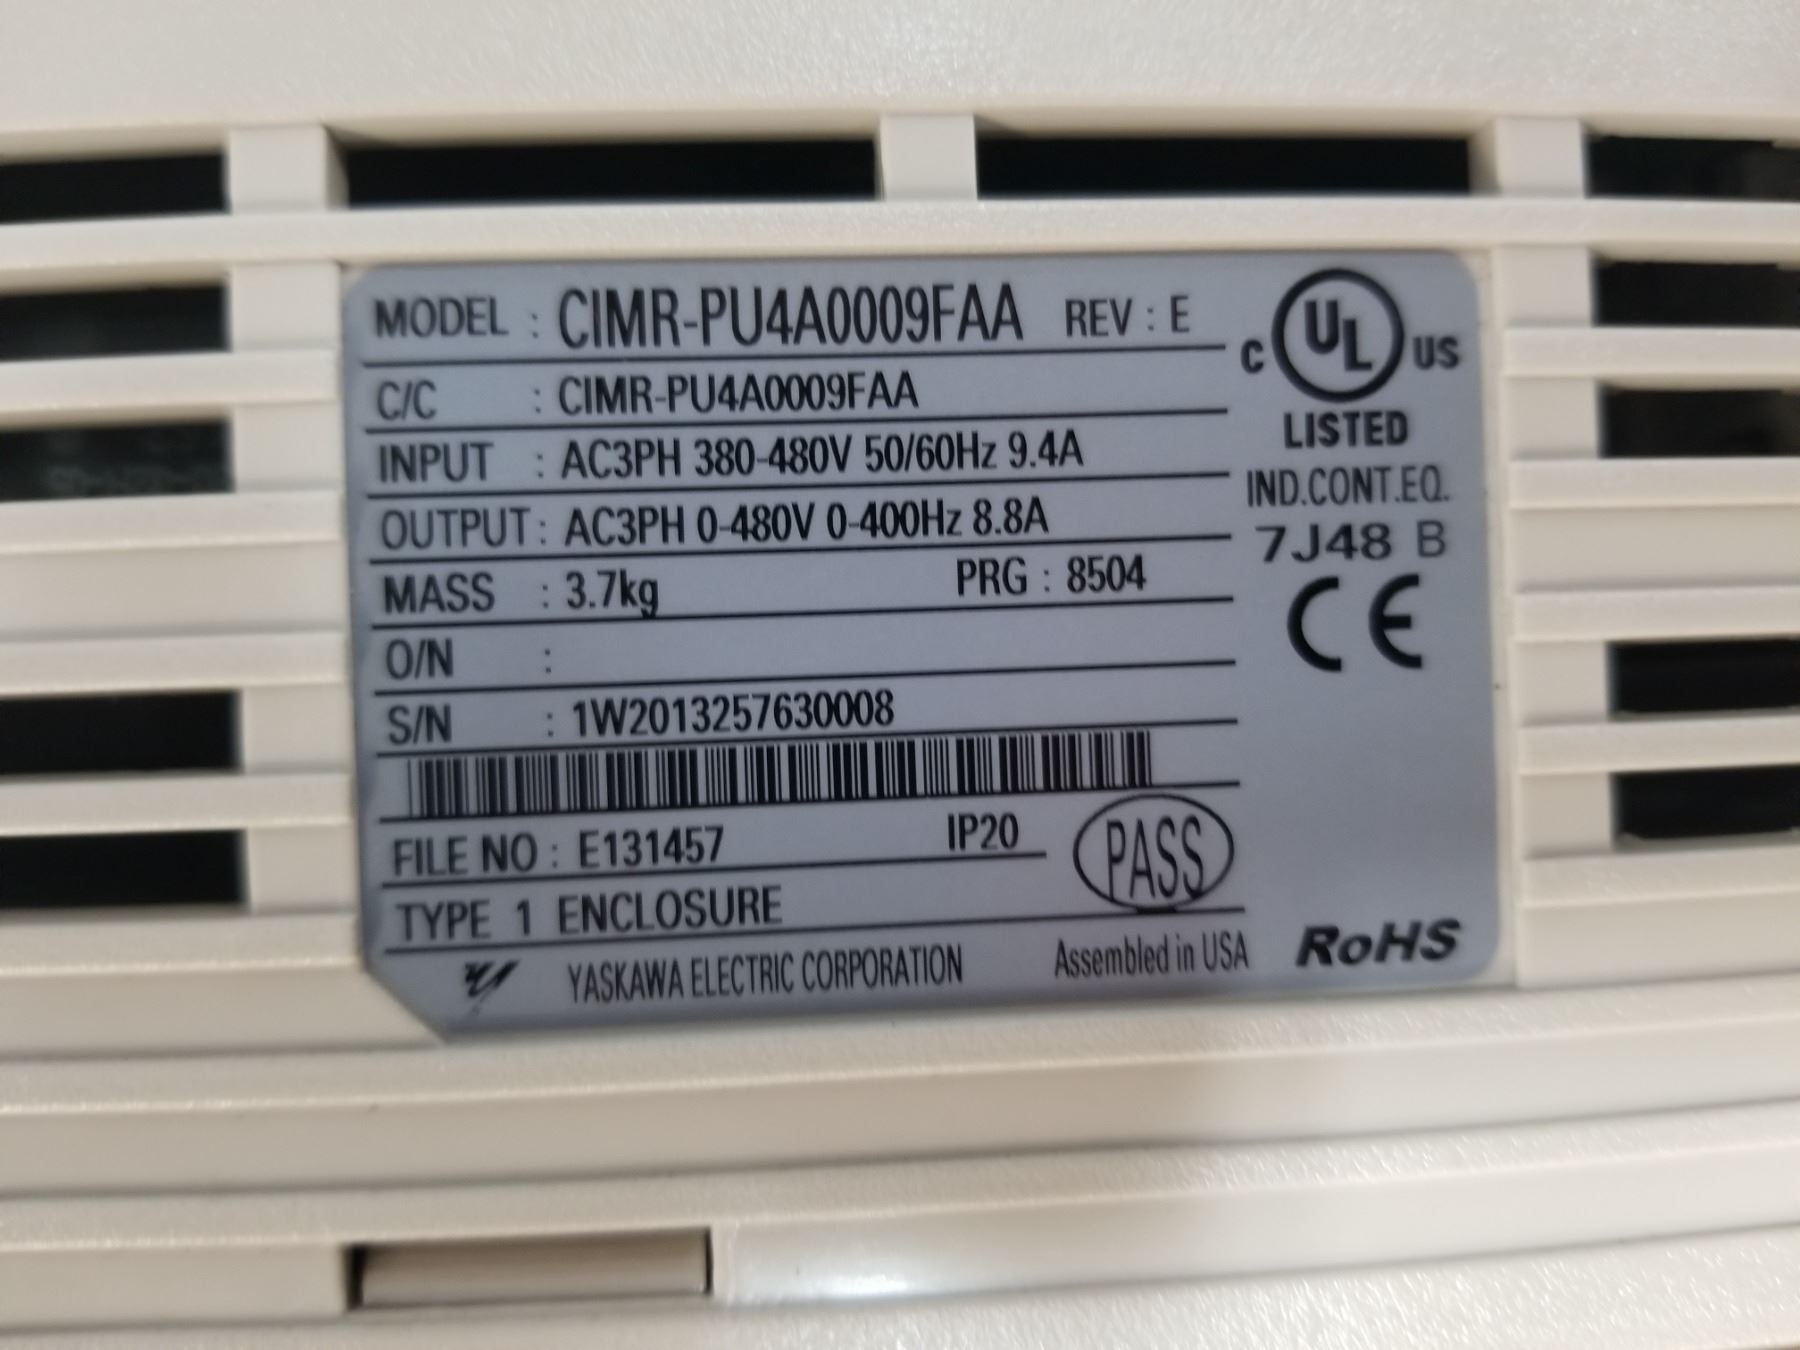 MODEL : CIMR-PU4A0009FAA REV : E
C/C : CIMR-PU4A0009FAA
INPUT : AC3PH 380-480V 50/60Hz 9.4A
OUTPUT : AC3PH 0-480V 0-400Hz 8.8A
MASS : 3.7kg PRG : 8504
O/N :
S/N : 1W2013257630008
FILE NO : E131457 IP20
PASS
TYPE 1 ENCLOSURE
YASKAWA ELECTRIC CORPORATION Assembled in USA
C UL US
LISTED
IND.CONT.EQ.
7J48 B
CE
RoHS